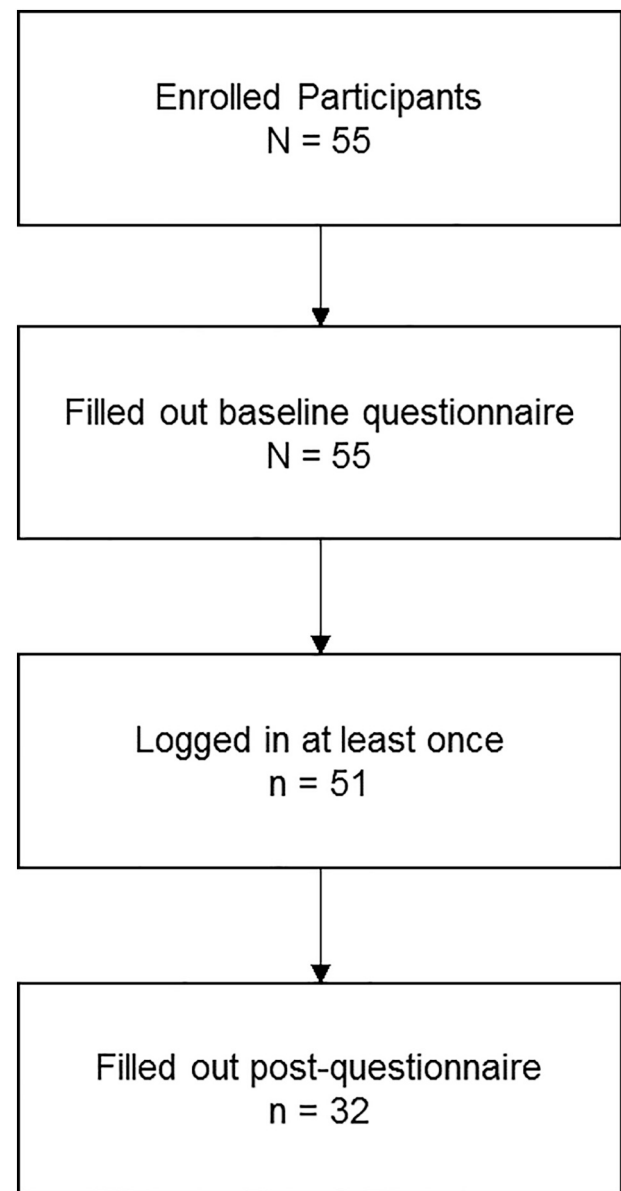 Enrolled Participants
N = 55
Filled out baseline questionnaire
N = 55
Logged in at least once
n = 51
Filled out post-questionnaire
n = 32